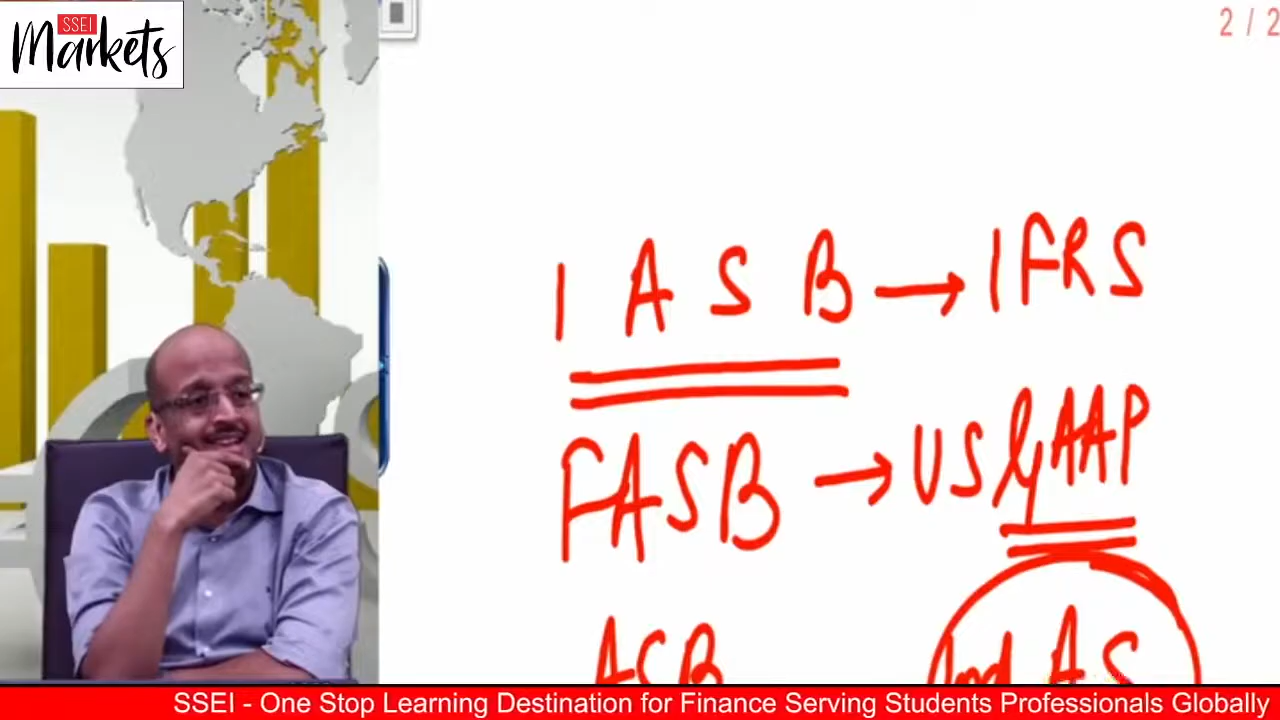 SSEI
Markets
2 / 2
IASB → IFRS
FASB → US GAAP
ASB Ind AS
SSEI - One Stop Learning Destination for Finance Serving Students Professionals Globally